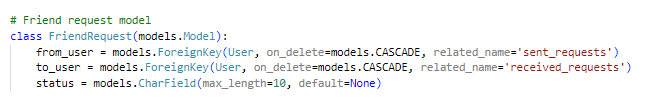 # Friend request model
class FriendRequest(models.Model):
    from_user = models.ForeignKey(User, on_delete=models.CASCADE, related_name='sent_requests')
    to_user = models.ForeignKey(User, on_delete=models.CASCADE, related_name='received_requests')
    status = models.CharField(max_length=10, default=None)